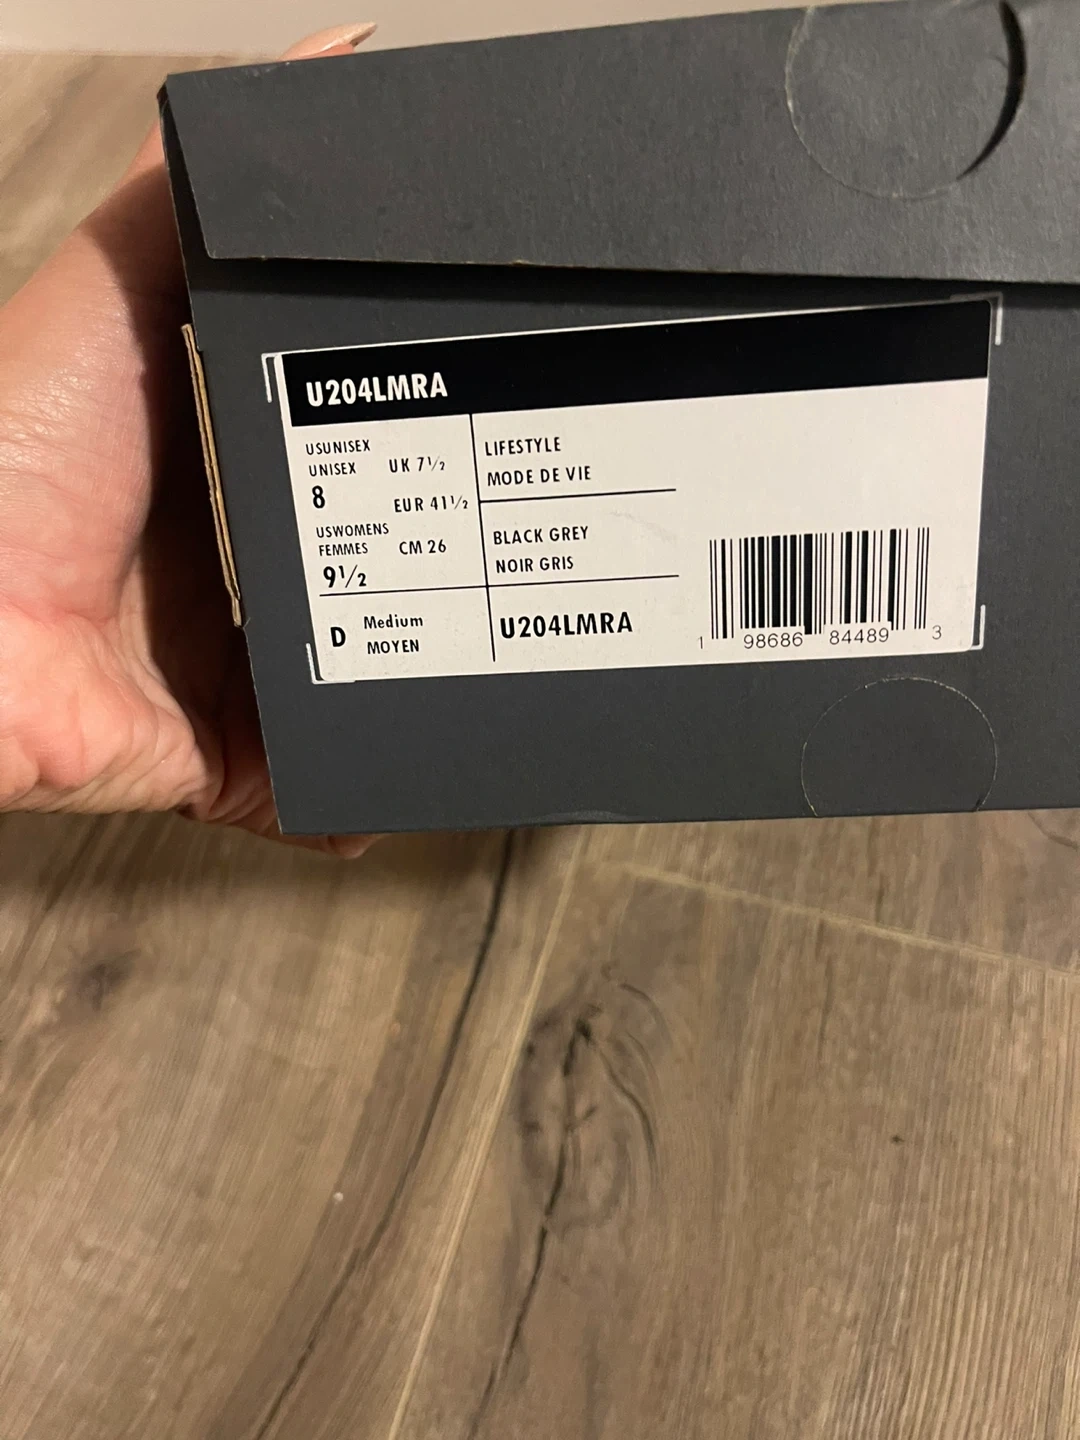 U204LMRA
USUNISEX
UNISEX UK 7½
8 EUR 41½
USWOMENS
FEMMES CM 26
9½
D Medium
MOYEN
LIFESTYLE
MODE DE VIE
BLACK GREY
NOIR GRIS
U204LMRA
1 98686 84489 3